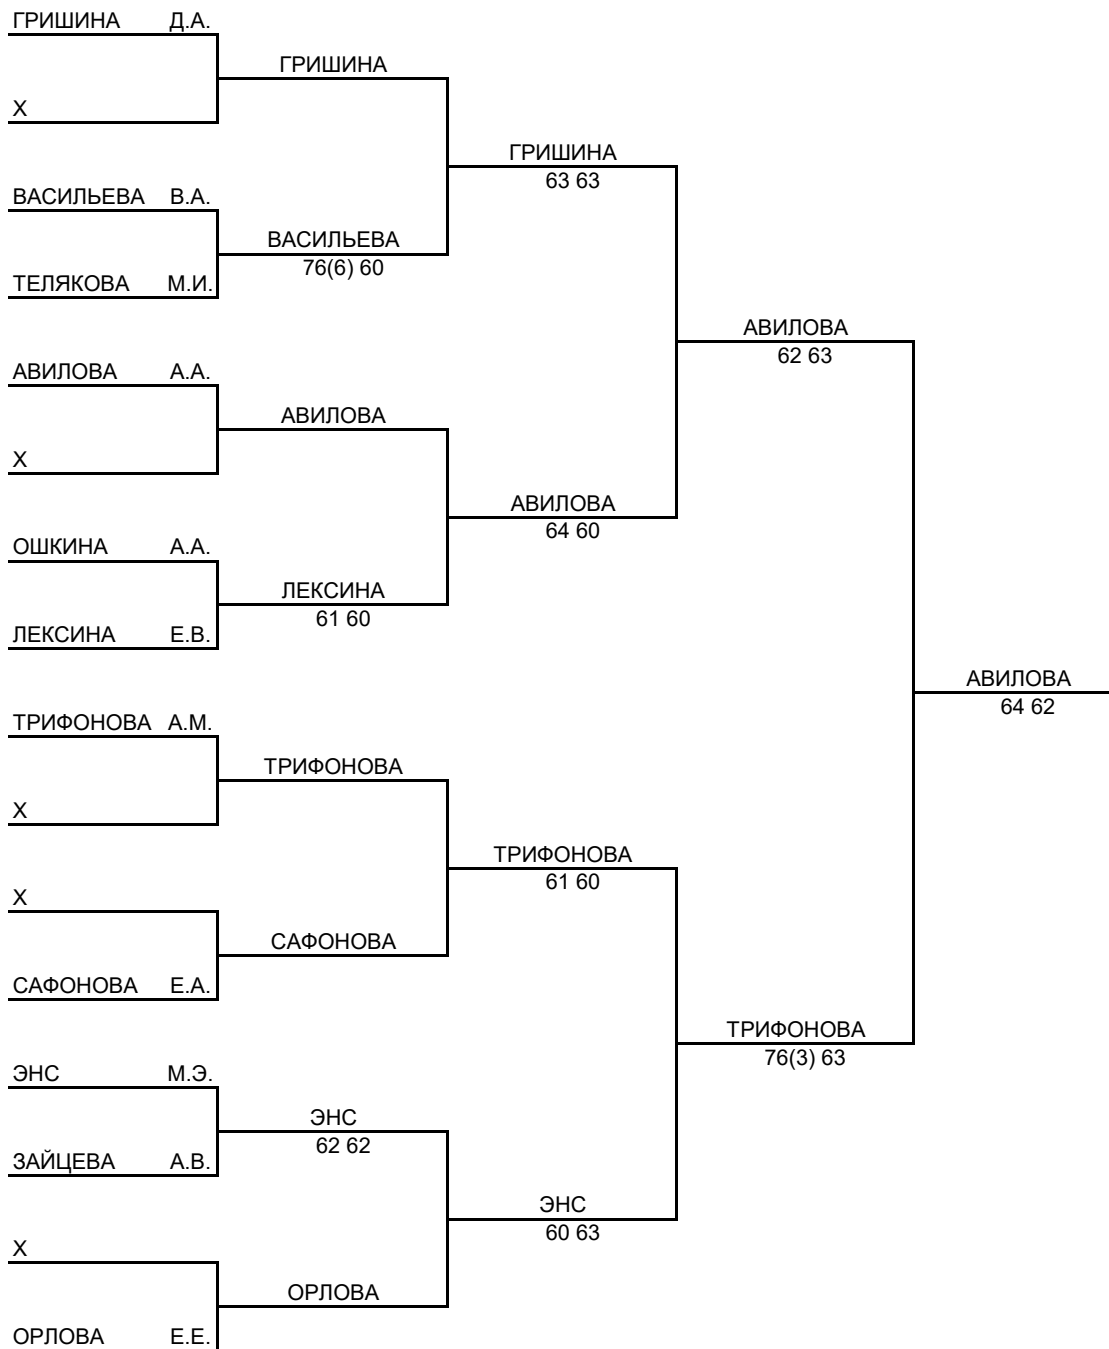 ГРИШИНА Д.А.
ГРИШИНА
Х
ГРИШИНА
63 63
ВАСИЛЬЕВА В.А.
ВАСИЛЬЕВА
76(6) 60
ТЕЛЯКОВА М.И.
АВИЛОВА
62 63
АВИЛОВА А.А.
АВИЛОВА
Х
АВИЛОВА
64 60
ОШКИНА А.А.
ЛЕКСИНА
61 60
ЛЕКСИНА Е.В.
АВИЛОВА
64 62
ТРИФОНОВА А.М.
ТРИФОНОВА
Х
ТРИФОНОВА
61 60
Х
САФОНОВА
САФОНОВА Е.А.
ТРИФОНОВА
76(3) 63
ЭНС М.Э.
ЭНС
62 62
ЗАЙЦЕВА А.В.
ЭНС
60 63
Х
ОРЛОВА
ОРЛОВА Е.Е.